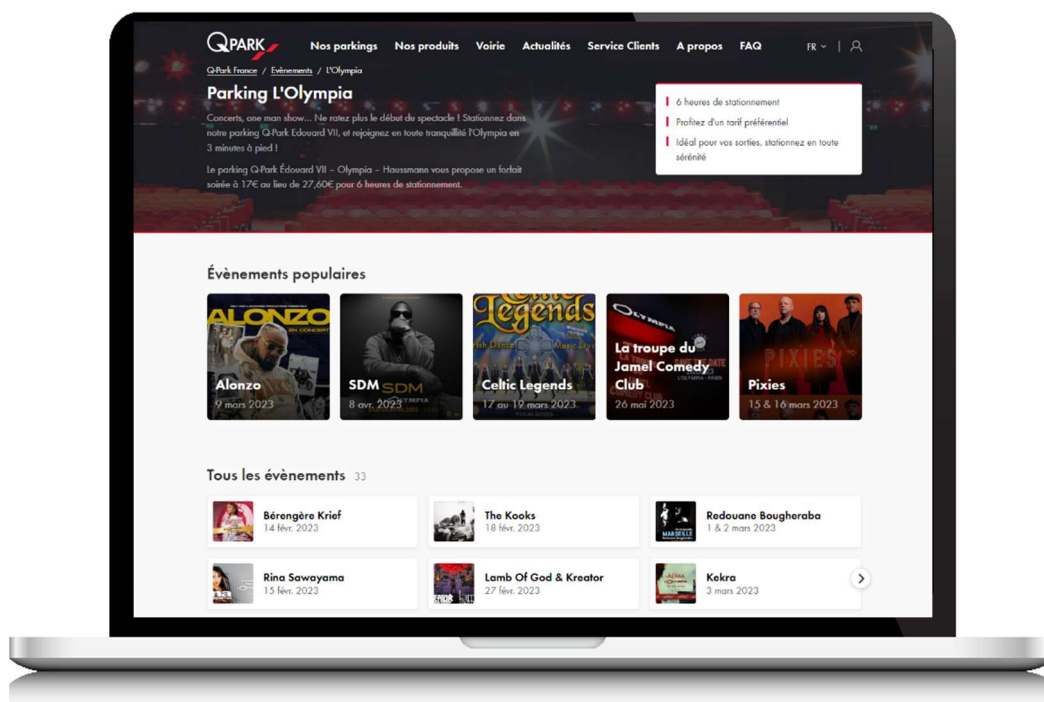 QPARK
Nos parkings Nos produits Voirie Actualités Service Clients A propos FAQ FR
Q-Park France / Evènements / L'Olympia
Parking L'Olympia
Concerts, one man show... Ne ratez plus le début du spectacle ! Stationnez dans
notre parking Q-Park Edouard VII, et rejoignez en toute tranquillité l'Olympia en
3 minutes à pied !
Le parking Q-Park Édouard VII – Olympia – Haussmann vous propose un forfait
soirée à 17€ au lieu de 27,60€ pour 6 heures de stationnement.
6 heures de stationnement
Profitez d'un tarif préférentiel
Idéal pour vos sorties, stationnez en toute
sérénité
Évènements populaires
ALONZO
EN CONCERT
Alonzo
9 mars 2023
SDM
SDM
8 avr. 2023
Celtic
Legends
Celtic Legends
17 au 19 mars 2023
OLYMPIA
La troupe du
Jamel Comedy
Club
26 mai 2023
PIXIES
Pixies
15 & 16 mars 2023
Tous les évènements 33
Bérengère Krief
14 févr. 2023
The Kooks
18 févr. 2023
MARSEILLE
Redouane Bougheraba
1 & 2 mars 2023
Rina Sawayama
15 févr. 2023
Lamb Of God & Kreator
27 févr. 2023
Kekra
3 mars 2023